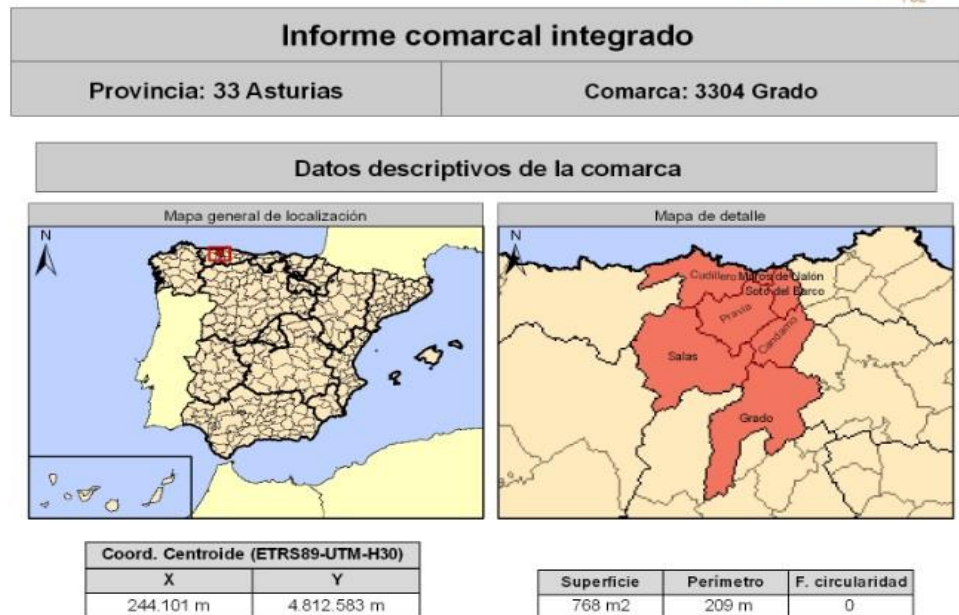 Informe comarcal integrado
Provincia: 33 Asturias
Comarca: 3304 Grado
Datos descriptivos de la comarca
Mapa general de localización
Mapa de detalle
N
N
Cudillero
Muros de Nalón
Soto del Barco
Pravia
Candamo
Salas
Grado
Coord. Centroide (ETRS89-UTM-H30)
X Y
244.101 m 4.812.583 m
Superficie Perímetro F. circularidad
768 m2 209 m 0